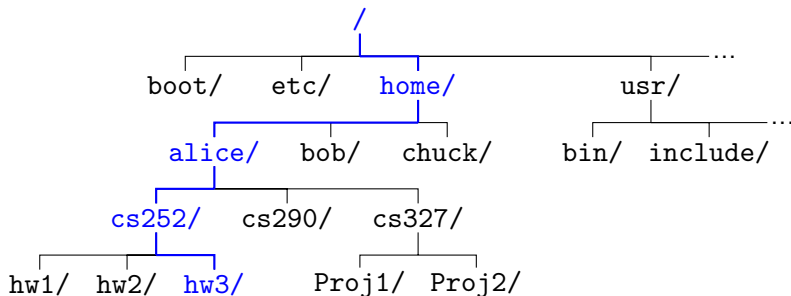 /
boot/ etc/ home/ usr/ ...
alice/ bob/ chuck/ bin/ include/ ...
cs252/ cs290/ cs327/
hw1/ hw2/ hw3/ Proj1/ Proj2/